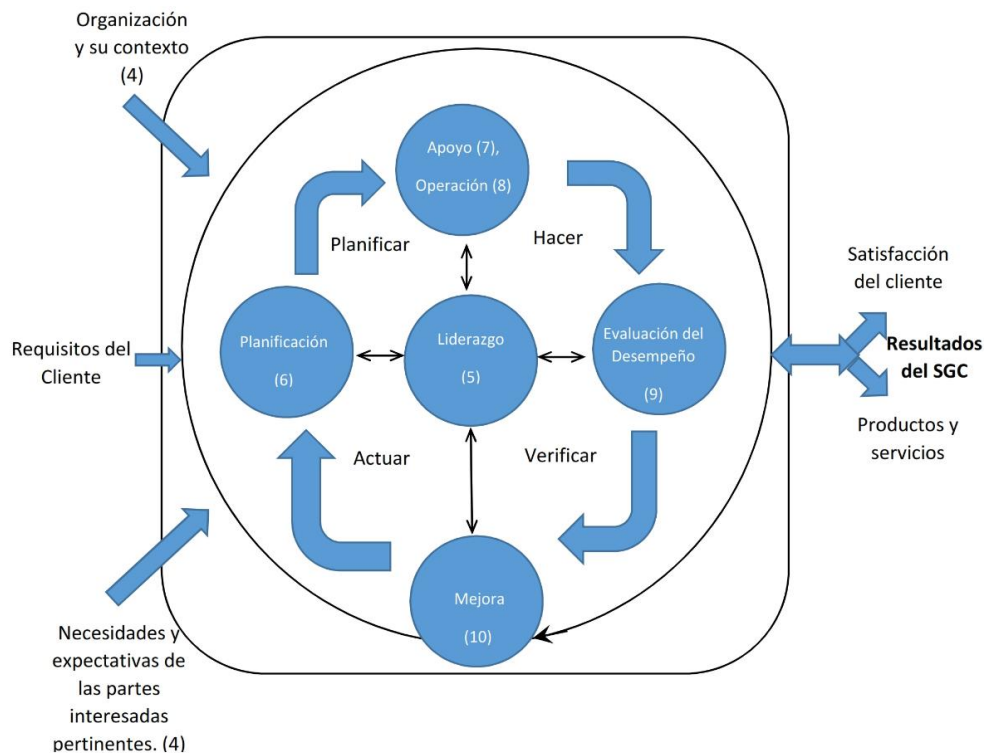 Organización
y su contexto
(4)
Apoyo (7),
Operación (8)
Planificar
Hacer
Satisfacción
del cliente
Requisitos del
Cliente
Planificación
(6)
Liderazgo
(5)
Evaluación del
Desempeño
(9)
Resultados
del SGC
Productos y
servicios
Actuar
Verificar
Mejora
(10)
Necesidades y
expectativas de
las partes
interesadas
pertinentes. (4)